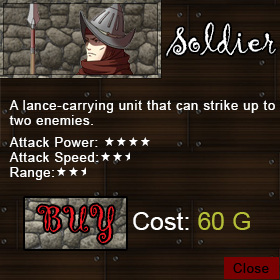 Soldier
A lance-carrying unit that can strike up to
two enemies.
Attack Power: ★★★★
Attack Speed:★★⯨
Range:★★⯨
BUY Cost: 60 G
Close